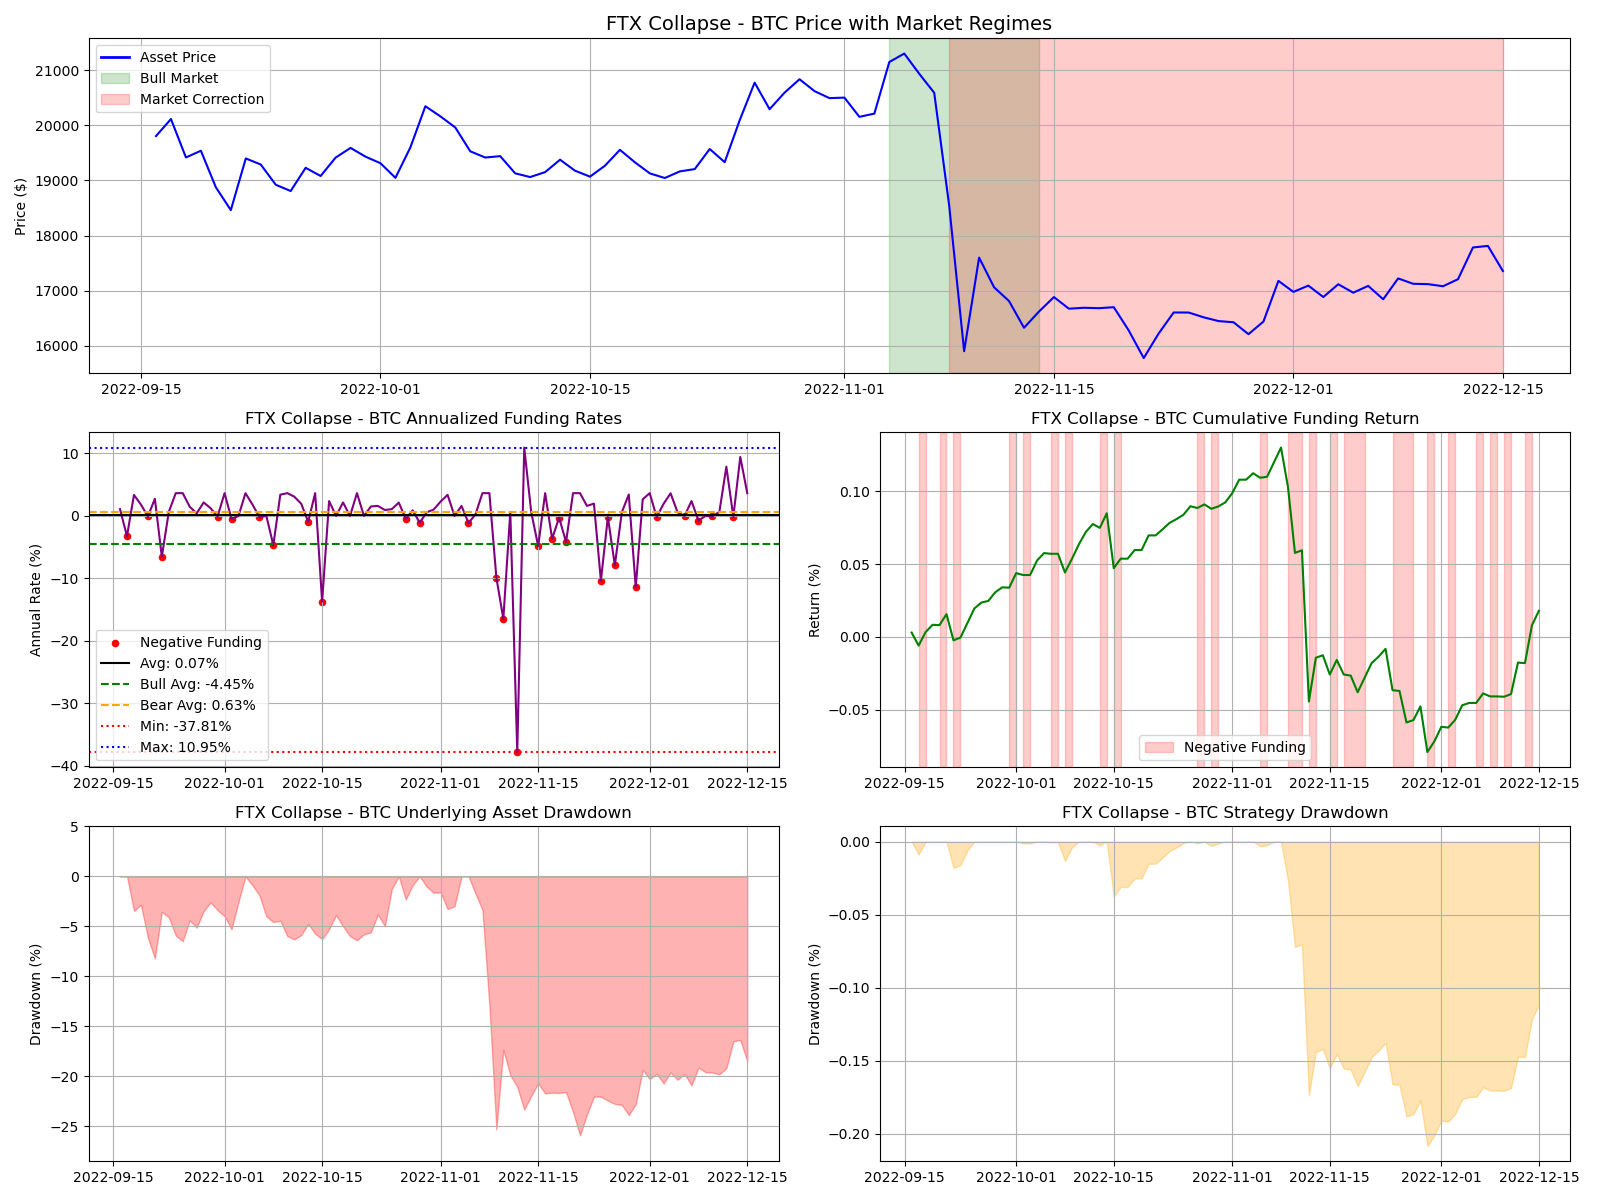 FTX Collapse - BTC Price with Market Regimes
Price ($)
21000
20000
19000
18000
17000
16000
Asset Price
Bull Market
Market Correction
2022-09-15 2022-10-01 2022-10-15 2022-11-01 2022-11-15 2022-12-01 2022-12-15
FTX Collapse - BTC Annualized Funding Rates
Annual Rate (%)
10
0
−10
−20
−30
−40
Negative Funding
Avg: 0.07%
Bull Avg: -4.45%
Bear Avg: 0.63%
Min: -37.81%
Max: 10.95%
2022-09-15 2022-10-01 2022-10-15 2022-11-01 2022-11-15 2022-12-01 2022-12-15
FTX Collapse - BTC Cumulative Funding Return
Return (%)
0.10
0.05
0.00
−0.05
Negative Funding
2022-09-15 2022-10-01 2022-10-15 2022-11-01 2022-11-15 2022-12-01 2022-12-15
FTX Collapse - BTC Underlying Asset Drawdown
Drawdown (%)
5
0
−5
−10
−15
−20
−25
2022-09-15 2022-10-01 2022-10-15 2022-11-01 2022-11-15 2022-12-01 2022-12-15
FTX Collapse - BTC Strategy Drawdown
Drawdown (%)
0.00
−0.05
−0.10
−0.15
−0.20
2022-09-15 2022-10-01 2022-10-15 2022-11-01 2022-11-15 2022-12-01 2022-12-15